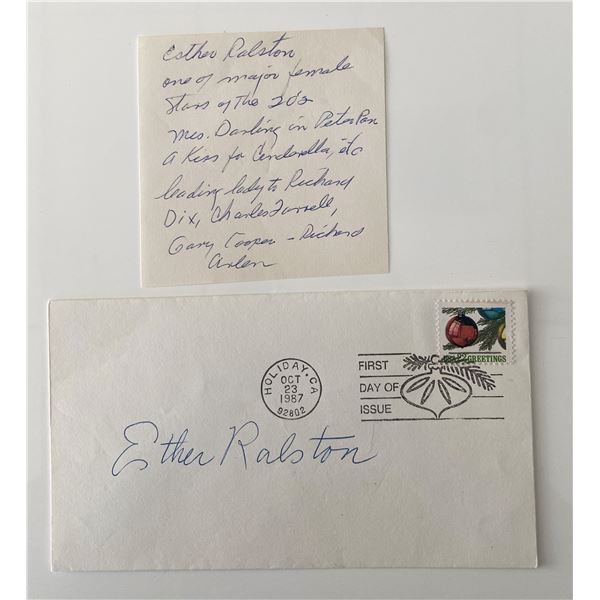 Esther Ralston
one of major female
stars of the 20s
Mrs. Darling in Peter Pan
A Kiss for Cinderella, etc
leading lady to Richard
Dix, Charles Farrell,
Gary Cooper - Richard
Arlen
22 GREETINGS
HOLIDAY, CA
OCT
23
1987
92802
FIRST
DAY OF
ISSUE
Esther Ralston